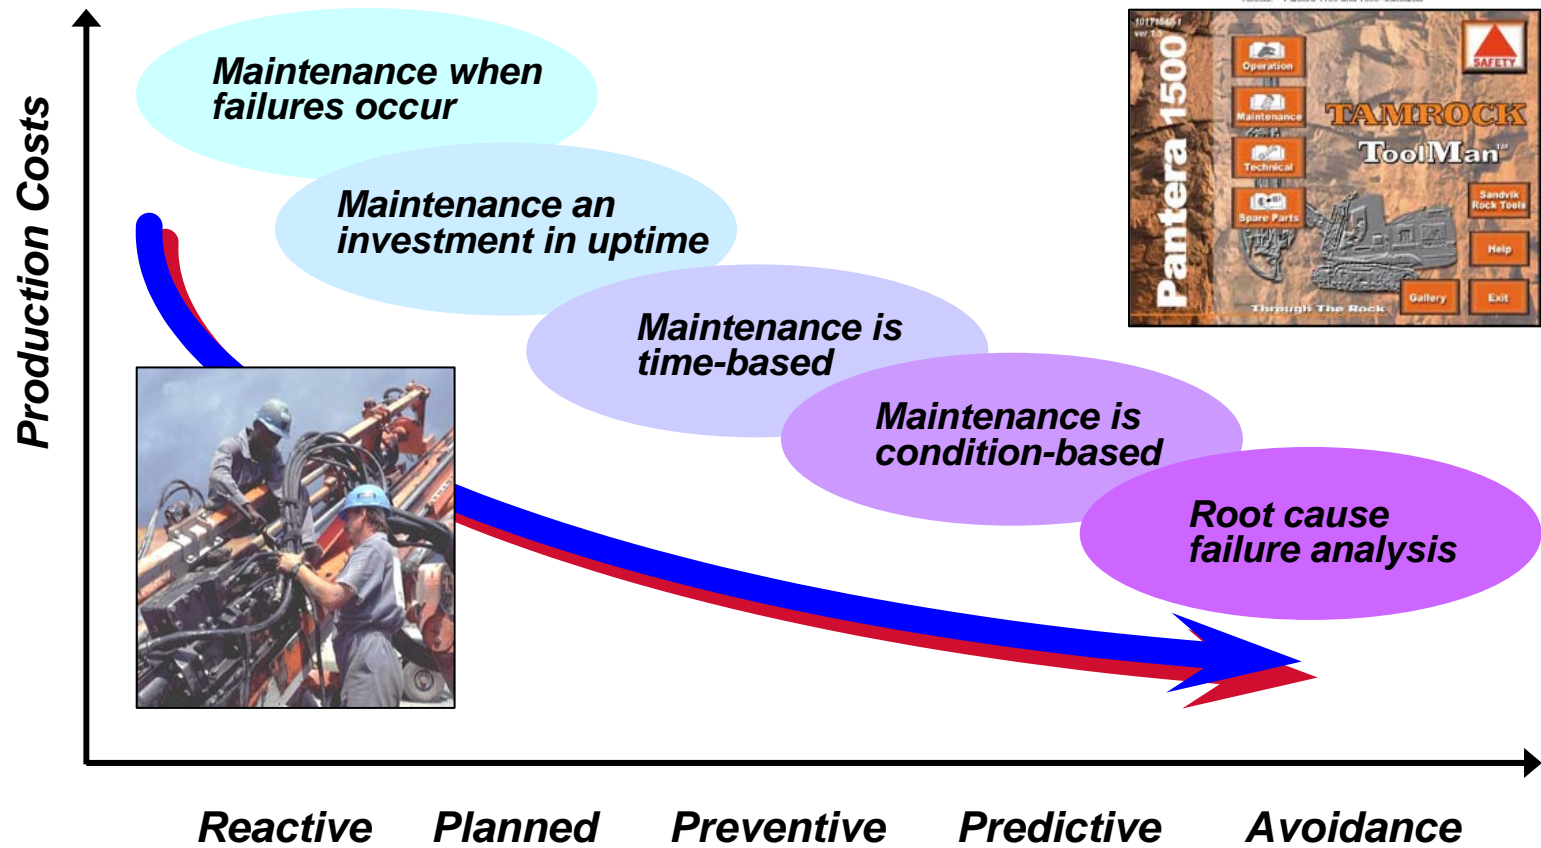 Production Costs
Maintenance when
failures occur
Maintenance an
investment in uptime
Maintenance is
time-based
Maintenance is
condition-based
Root cause
failure analysis
Pantera 1500
Operation
Maintenance
Technical
Spare Parts
SAFETY
TAMROCK
ToolMan™
Sandvik
Rock Tools
Help
Gallery
Exit
Through The Rock
Reactive
Planned
Preventive
Predictive
Avoidance